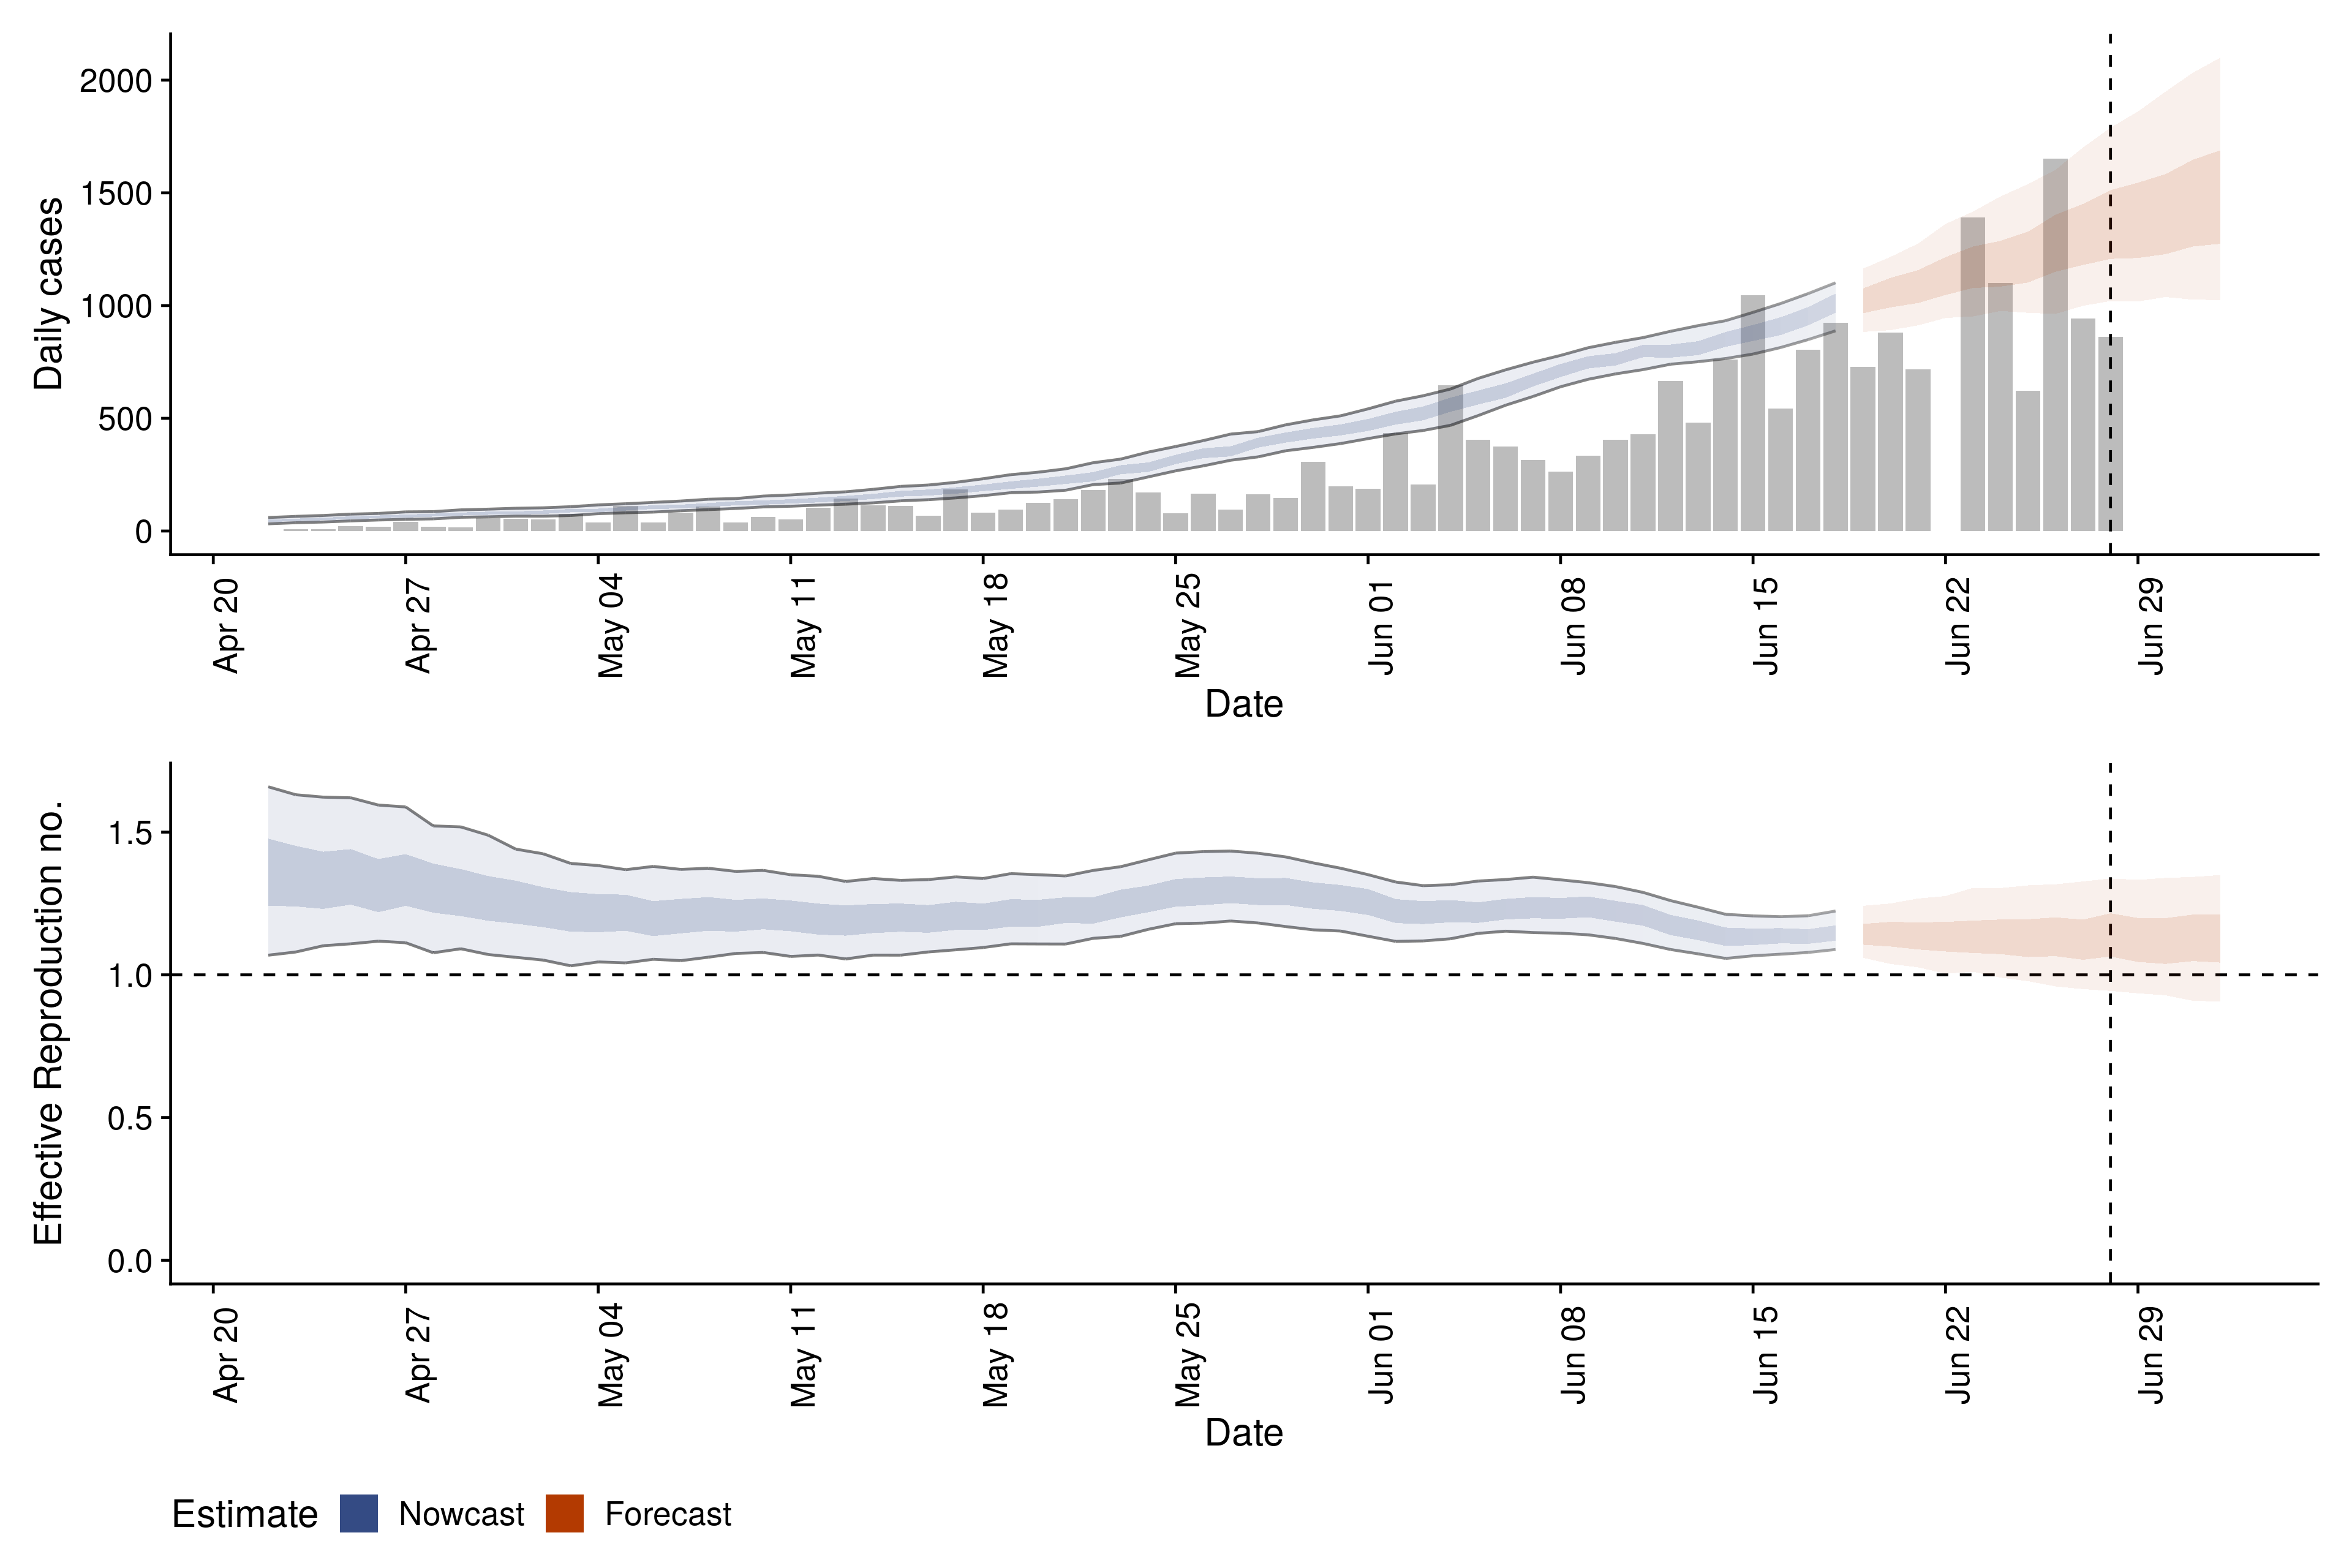 Daily cases
2000
1500
1000
500
0
Apr 20
Apr 27
May 04
May 11
May 18
May 25
Jun 01
Jun 08
Jun 15
Jun 22
Jun 29
Date
Effective Reproduction no.
1.5
1.0
0.5
0.0
Apr 20
Apr 27
May 04
May 11
May 18
May 25
Jun 01
Jun 08
Jun 15
Jun 22
Jun 29
Date
Estimate Nowcast Forecast